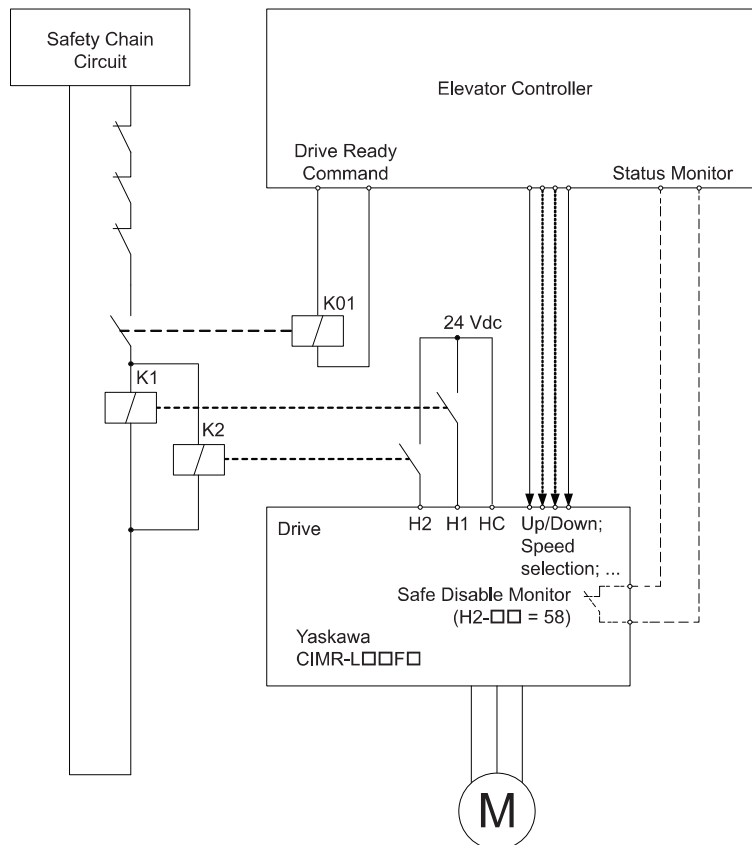 Safety Chain
Circuit
Elevator Controller
Drive Ready
Command
Status Monitor
K01
24 Vdc
K1
K2
Drive
H2
H1
HC
Up/Down;
Speed
selection; ...
Safe Disable Monitor
(H2-□□ = 58)
Yaskawa
CIMR-L□□F□
M